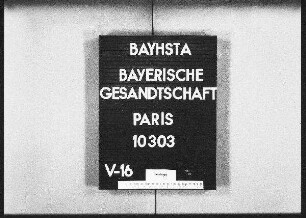 BAYHSTA
BAYERISCHE
GESANDTSCHAFT
PARIS
10303
V-16